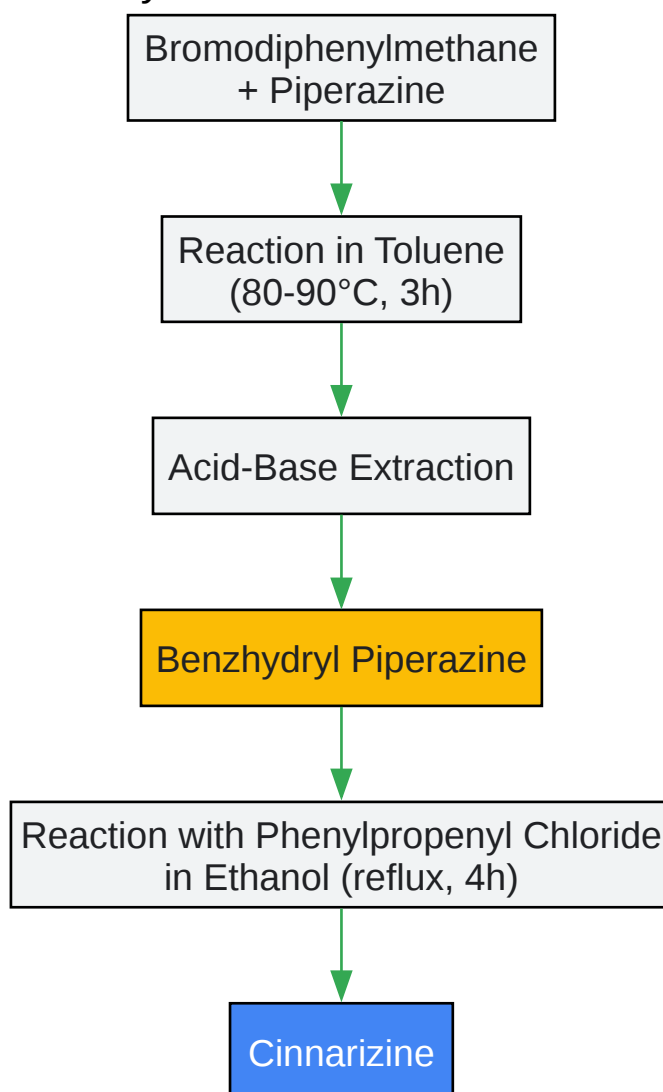 Bromodiphenylmethane
+ Piperazine
Reaction in Toluene
(80-90°C, 3h)
Acid-Base Extraction
Benzhydryl Piperazine
Reaction with Phenylpropenyl Chloride
in Ethanol (reflux, 4h)
Cinnarizine